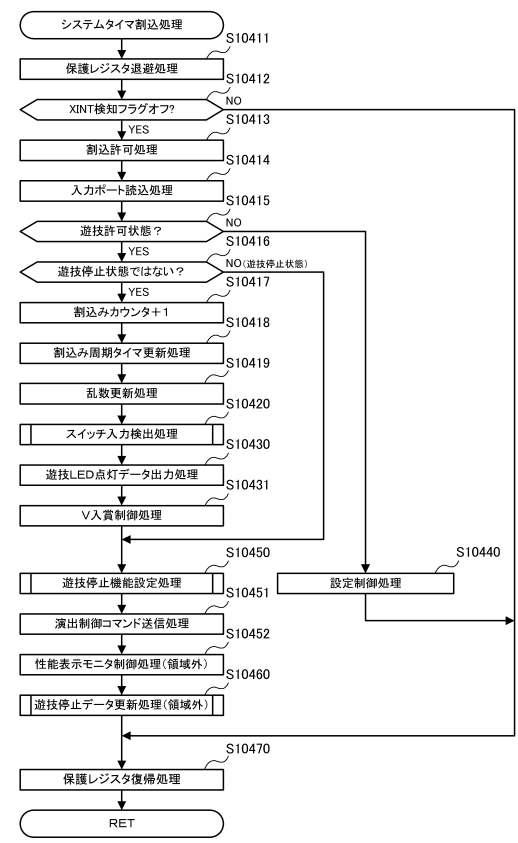 システムタイマ割込処理
S10411
保護レジスタ退避処理
S10412
XINT検知フラグオフ?
NO
YES
S10413
割込許可処理
S10414
入力ポート読込処理
S10415
遊技許可状態？
NO
YES
S10416
遊技停止状態ではない？
NO(遊技停止状態)
YES
S10417
割込みカウンタ＋１
S10418
割込み周期タイマ更新処理
S10419
乱数更新処理
S10420
スイッチ入力検出処理
S10430
遊技LED点灯データ出力処理
S10431
V入賞制御処理
S10450
遊技停止機能設定処理
S10440
設定制御処理
S10451
演出制御コマンド送信処理
S10452
性能表示モニタ制御処理(領域外)
S10460
遊技停止データ更新処理(領域外)
S10470
保護レジスタ復帰処理
RET